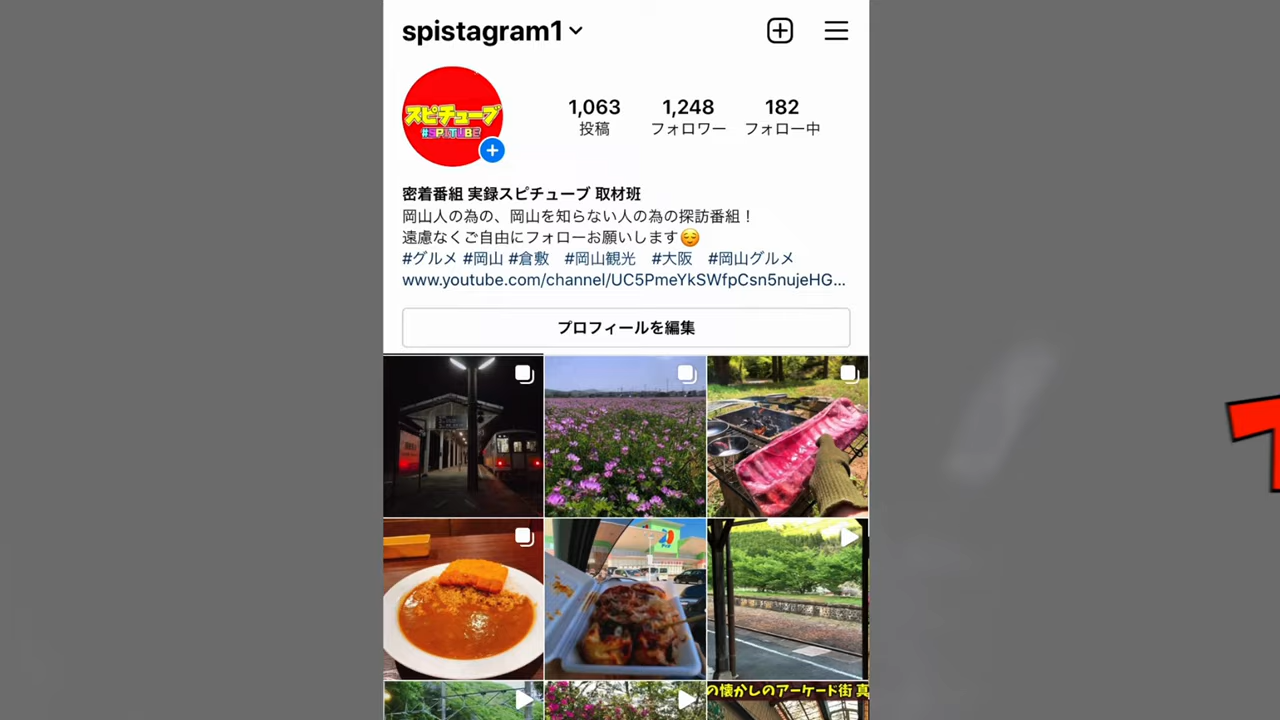 spistagram1
スピチューブ
#SPITUBE
1,063
投稿
1,248
フォロワー
182
フォロー中
密着番組 実録スピチューブ 取材班
岡山人の為の、岡山を知らない人の為の探訪番組！
遠慮なくご自由にフォローお願いします😌
#グルメ #岡山 #倉敷　#岡山観光　#大阪　#岡山グルメ
www.youtube.com/channel/UC5PmeYkSWfpCsn5nujeHG...
プロフィールを編集
の懐かしのアーケード街 真